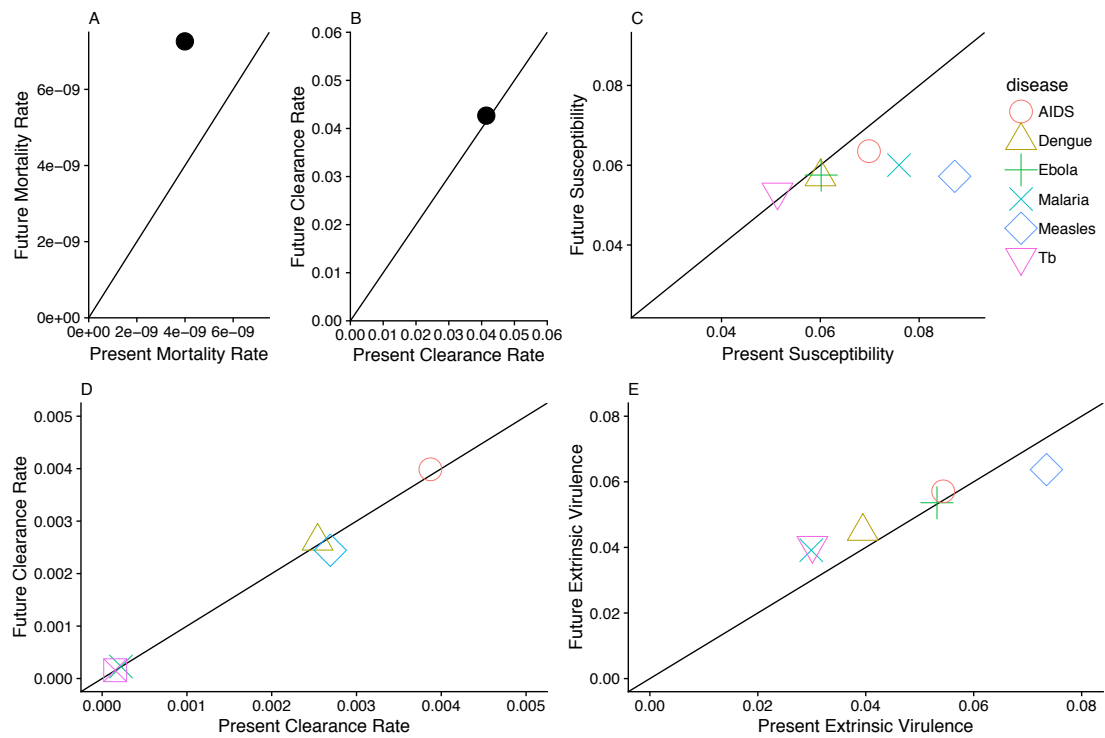 A
Future Mortality Rate
6e−09
4e−09
2e−09
0e+00
0e+00 2e−09 4e−09 6e−09
Present Mortality Rate
B
Future Clearance Rate
0.06
0.05
0.04
0.03
0.02
0.01
0.00
0.00 0.01 0.02 0.03 0.04 0.05 0.06
Present Clearance Rate
C
Future Susceptibility
0.08
0.06
0.04
0.04 0.06 0.08
Present Susceptibility
disease
AIDS
Dengue
Ebola
Malaria
Measles
Tb
D
Future Clearance Rate
0.005
0.004
0.003
0.002
0.001
0.000
0.000 0.001 0.002 0.003 0.004 0.005
Present Clearance Rate
E
Future Extrinsic Virulence
0.08
0.06
0.04
0.02
0.00
0.00 0.02 0.04 0.06 0.08
Present Extrinsic Virulence